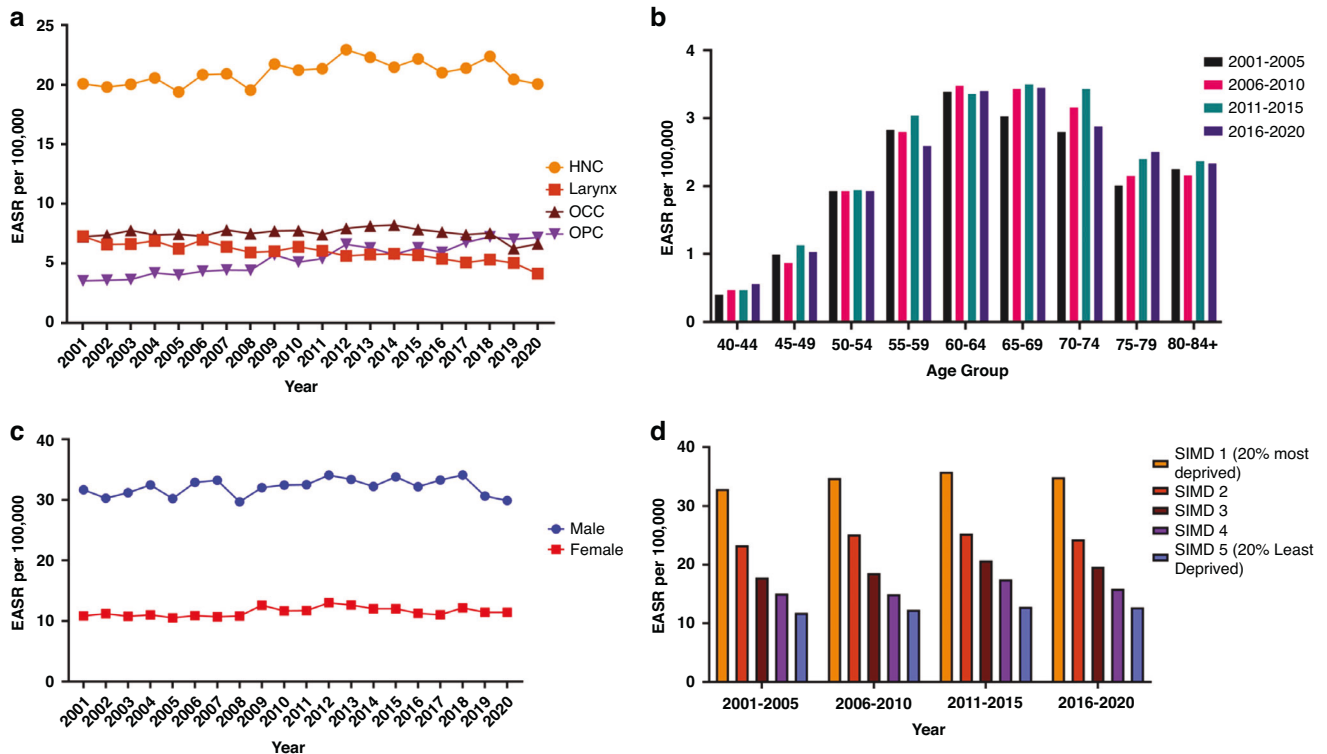 a
25
20
15
10
5
0
EASR per 100,000
HNC
Larynx
OCC
OPC
2001 2002 2003 2004 2005 2006 2007 2008 2009 2010 2011 2012 2013 2014 2015 2016 2017 2018 2019 2020
Year
b
4
3
2
1
0
EASR per 100,000
2001-2005
2006-2010
2011-2015
2016-2020
40-44 45-49 50-54 55-59 60-64 65-69 70-74 75-79 80-84+
Age Group
c
40
30
20
10
0
EASR per 100,000
Male
Female
2001 2002 2003 2004 2005 2006 2007 2008 2009 2010 2011 2012 2013 2014 2015 2016 2017 2018 2019 2020
Year
d
40
30
20
10
0
EASR per 100,000
SIMD 1 (20% most
deprived)
SIMD 2
SIMD 3
SIMD 4
SIMD 5 (20% Least
Deprived)
2001-2005 2006-2010 2011-2015 2016-2020
Year